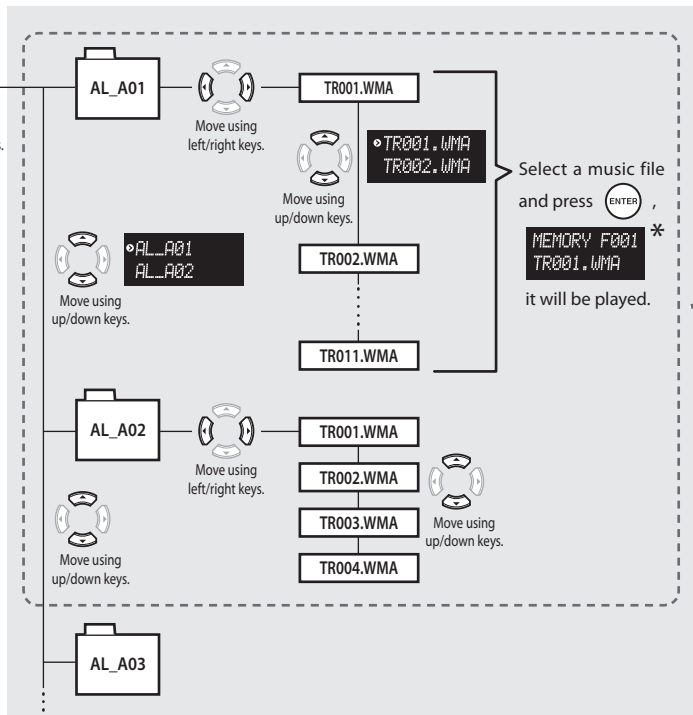 AL_A01
Move using
left/right keys.
TR001.WMA
Move using
up/down keys.
TR001.WMA
TR002.WMA
Select a music file
and press ENTER ,
MEMORY F001 *
TR001.WMA
it will be played.
s.
AL_A01
AL_A02
Move using
up/down keys.
TR002.WMA
TR011.WMA
AL_A02
Move using
left/right keys.
TR001.WMA
TR002.WMA
TR003.WMA
TR004.WMA
Move using
up/down keys.
Move using
up/down keys.
AL_A03